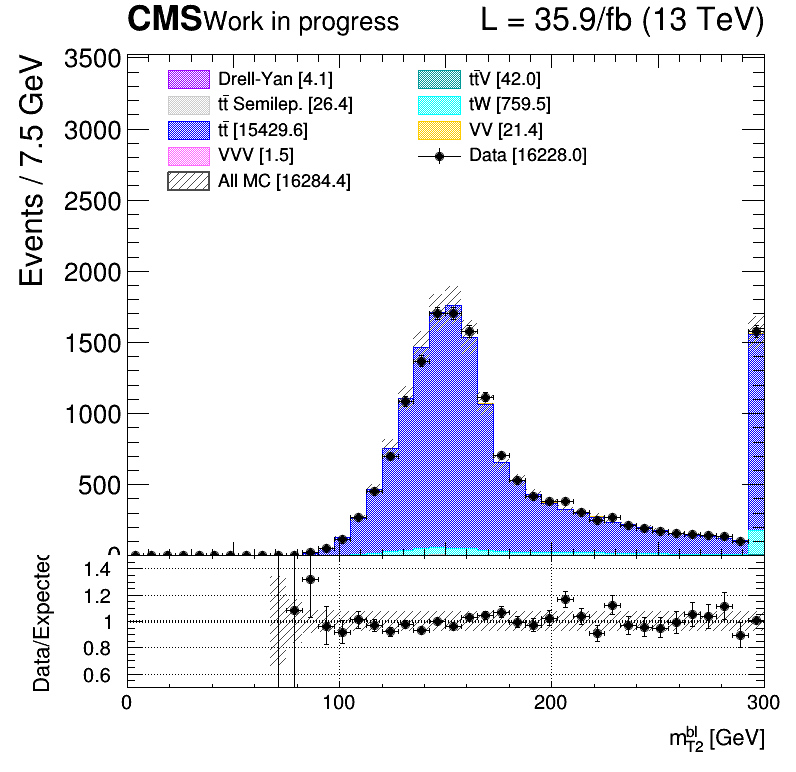 CMS Work in progress L = 35.9/fb (13 TeV)
Events / 7.5 GeV
3500
3000
2500
2000
1500
1000
500
0
Drell-Yan [4.1]
tt̄ Semilep. [26.4]
tt̄ [15429.6]
VVV [1.5]
All MC [16284.4]
tt̄V [42.0]
tW [759.5]
VV [21.4]
Data [16228.0]
Data/Expected
1.4
1.2
1
0.8
0.6
0 100 200 300
m_T2^bl [GeV]